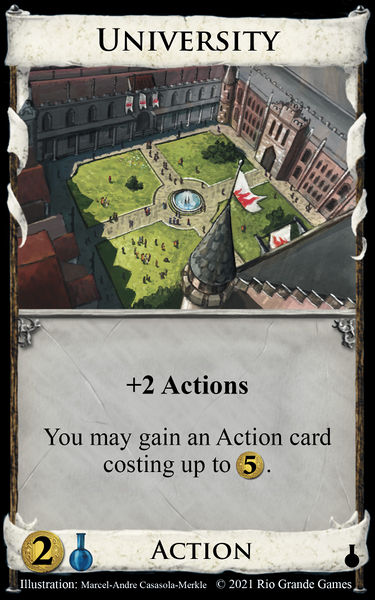 UNIVERSITY
+2 Actions
You may gain an Action card
costing up to 5.
2 ACTION
Illustration: Marcel-Andre Casasola-Merkle © 2021 Rio Grande Games